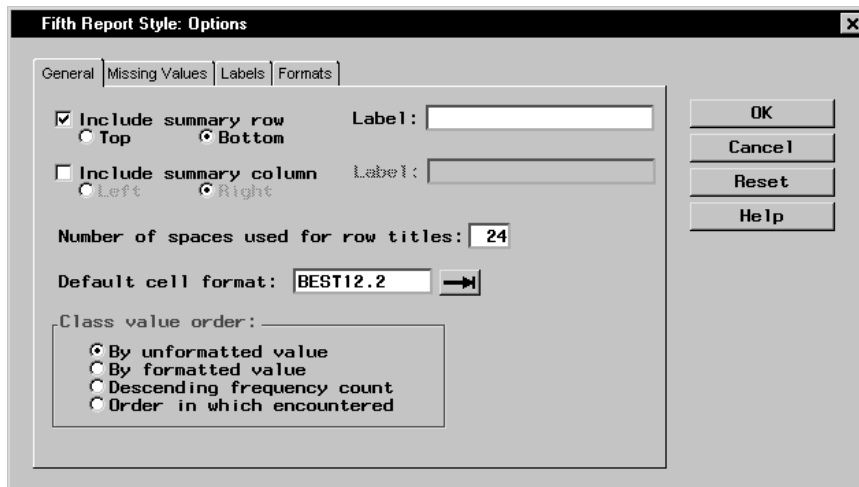 Fifth Report Style: Options
General Missing Values Labels Formats
Include summary row Label:
Top Bottom
Include summary column Label:
Left Right
Number of spaces used for row titles: 24
Default cell format: BEST12.2
Class value order:
By unformatted value
By formatted value
Descending frequency count
Order in which encountered
OK
Cancel
Reset
Help